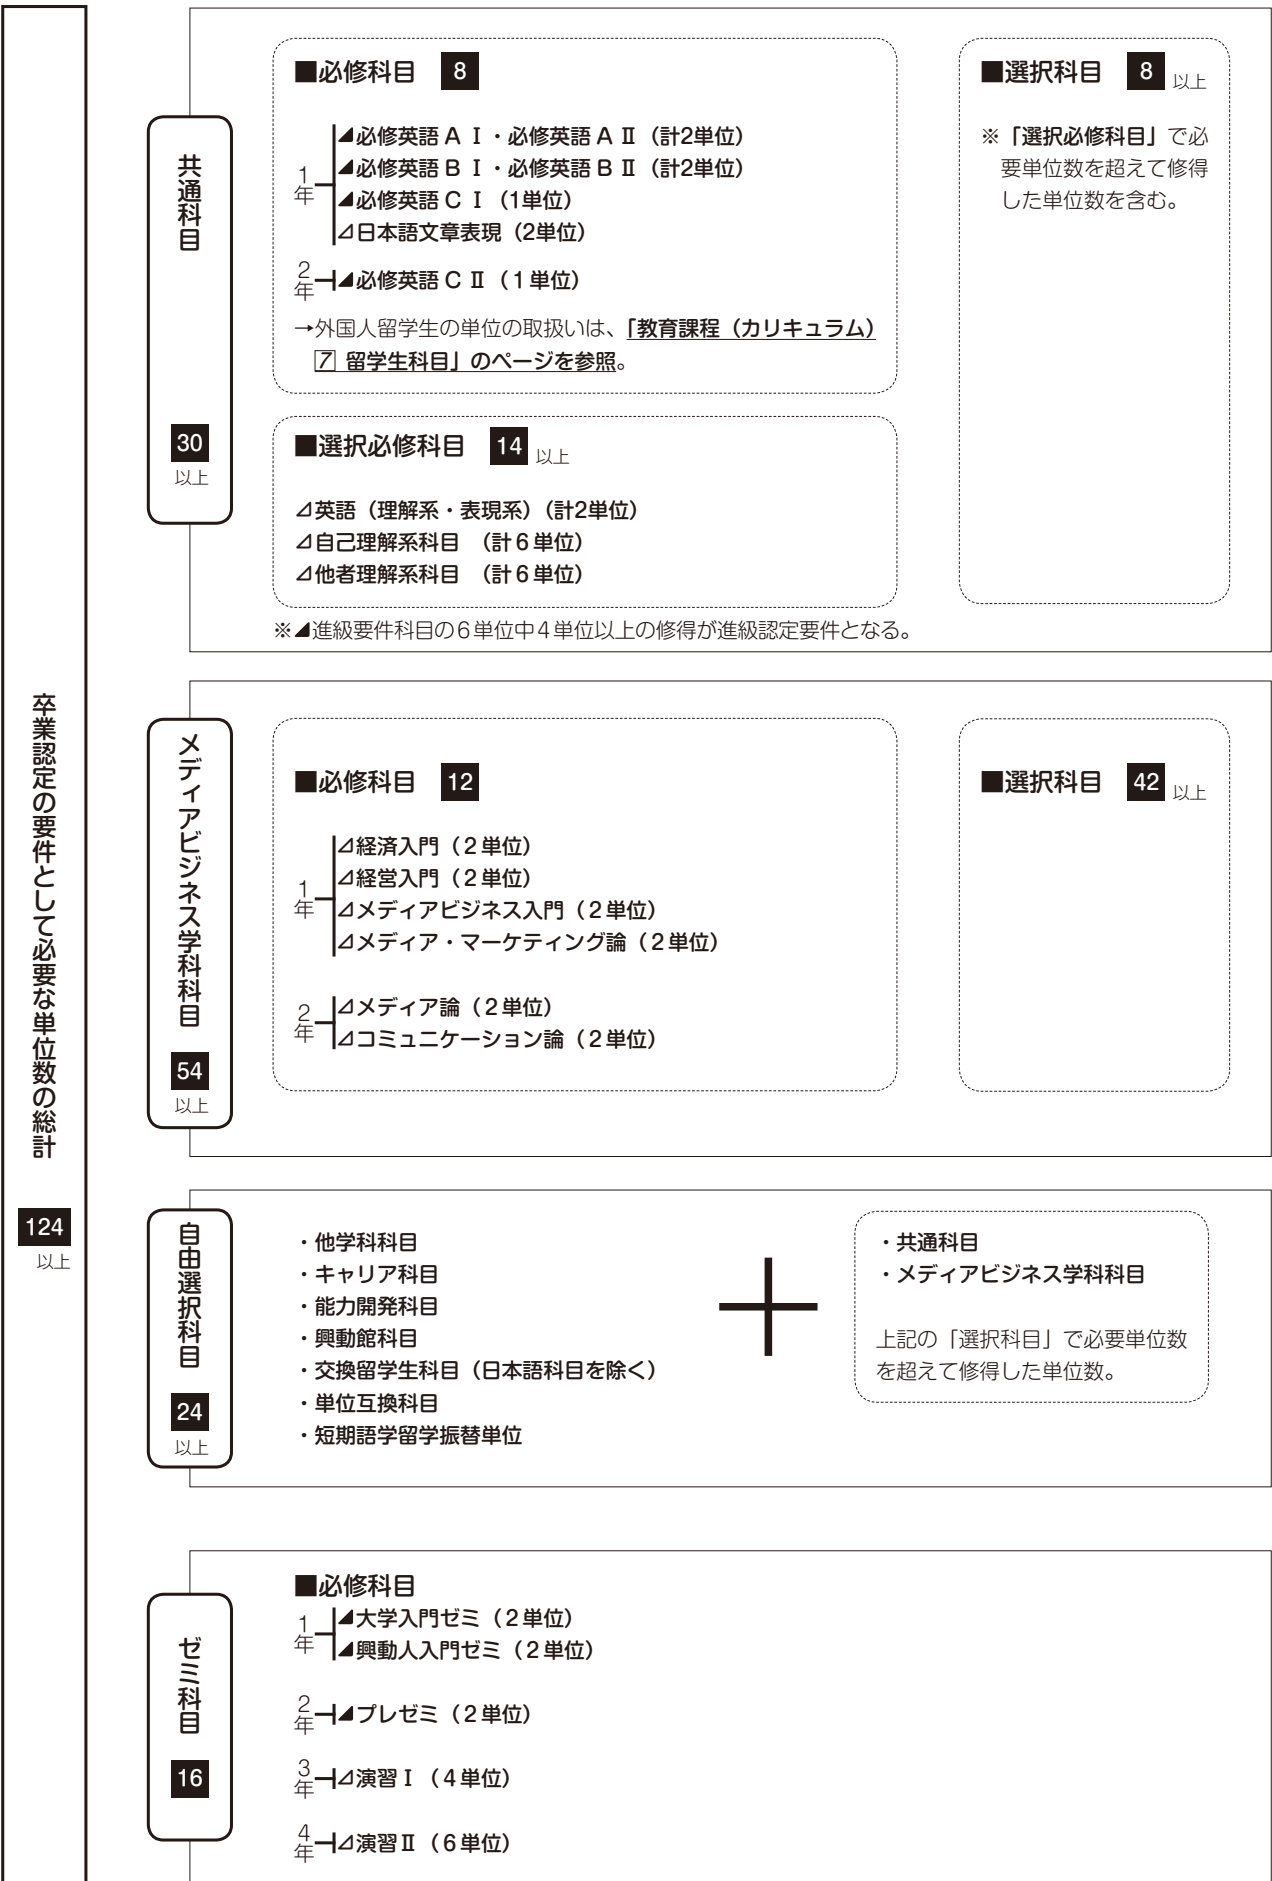 卒業認定の要件として必要な単位数の総計
124
以上
共通科目
30
以上
■必修科目 8
1年
◢必修英語AⅠ・必修英語AⅡ（計2単位）
◢必修英語BⅠ・必修英語BⅡ（計2単位）
◢必修英語CⅠ（1単位）
⊿日本語文章表現（2単位）
2年
◢必修英語CⅡ（1単位）
→外国人留学生の単位の取扱いは、「教育課程（カリキュラム）
7 留学生科目」のページを参照。
■選択必修科目 14 以上
⊿英語（理解系・表現系）（計2単位）
⊿自己理解系科目 （計6単位）
⊿他者理解系科目 （計6単位）
※◢進級要件科目の6単位中4単位以上の修得が進級認定要件となる。
■選択科目 8 以上
※「選択必修科目」で必
要単位数を超えて修得
した単位数を含む。
メディアビジネス学科科目
54
以上
■必修科目 12
1年
⊿経済入門（2単位）
⊿経営入門（2単位）
⊿メディアビジネス入門（2単位）
⊿メディア・マーケティング論（2単位）
2年
⊿メディア論（2単位）
⊿コミュニケーション論（2単位）
■選択科目 42 以上
自由選択科目
24
以上
・他学科科目
・キャリア科目
・能力開発科目
・興動館科目
・交換留学生科目（日本語科目を除く）
・単位互換科目
・短期語学留学振替単位
＋
・共通科目
・メディアビジネス学科科目
上記の「選択科目」で必要単位数
を超えて修得した単位数。
ゼミ科目
16
■必修科目
1年
◢大学入門ゼミ（2単位）
◢興動人入門ゼミ（2単位）
2年
◢プレゼミ（2単位）
3年
⊿演習Ⅰ（4単位）
4年
⊿演習Ⅱ（6単位）